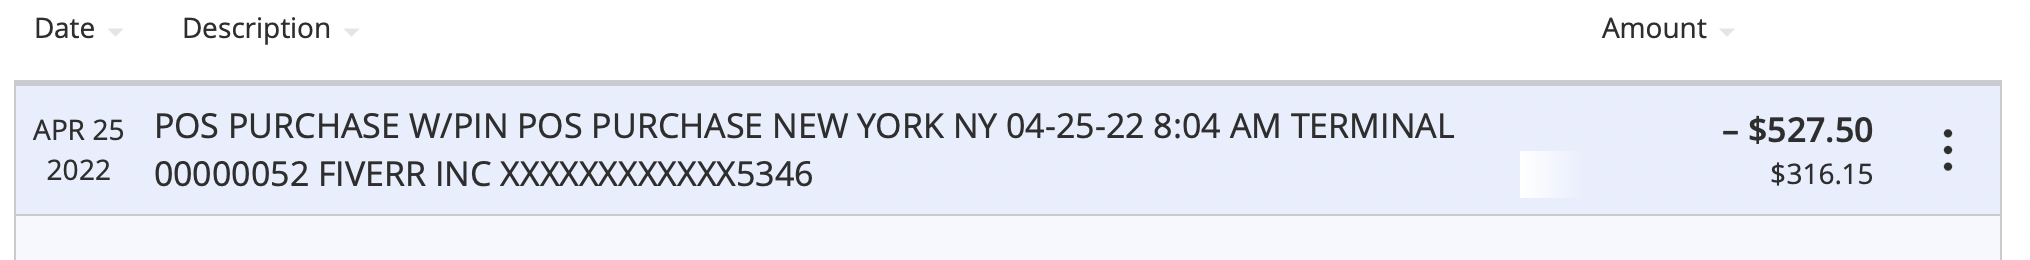 Date Description Amount
APR 25 2022 POS PURCHASE W/PIN POS PURCHASE NEW YORK NY 04-25-22 8:04 AM TERMINAL
00000052 FIVERR INC XXXXXXXXXXXX5346
– $527.50
$316.15